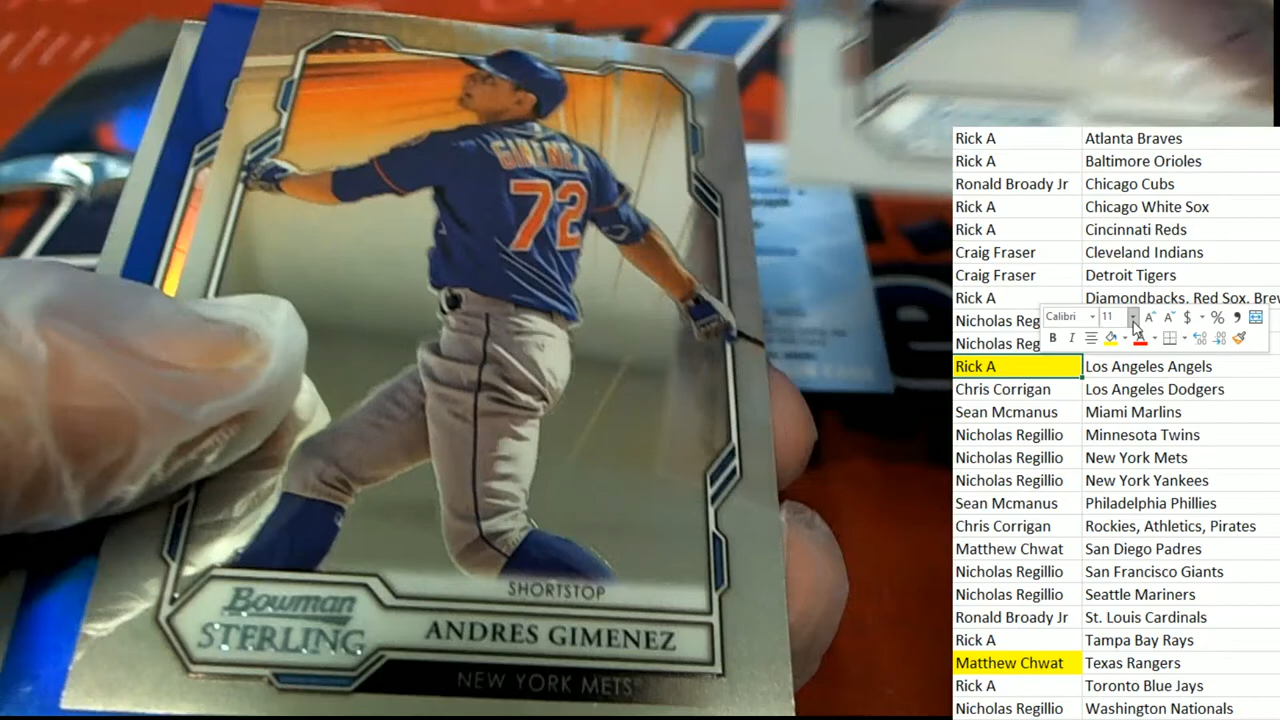 GIMENEZ
72
SHORTSTOP
Bowman
STERLING
ANDRES GIMENEZ
NEW YORK METS
Rick A Atlanta Braves
Rick A Baltimore Orioles
Ronald Broady Jr Chicago Cubs
Rick A Chicago White Sox
Rick A Cincinnati Reds
Craig Fraser Cleveland Indians
Craig Fraser Detroit Tigers
Rick A Diamondbacks, Red Sox,
Nicholas
Calibri 11 $ %
Nicholas
B I A
Rick A Los Angeles Angels
Chris Corrigan Los Angeles Dodgers
Sean Mcmanus Miami Marlins
Nicholas Regillio Minnesota Twins
Nicholas Regillio New York Mets
Nicholas Regillio New York Yankees
Sean Mcmanus Philadelphia Phillies
Chris Corrigan Rockies, Athletics, Pirates
Matthew Chwat San Diego Padres
Nicholas Regillio San Francisco Giants
Nicholas Regillio Seattle Mariners
Ronald Broady Jr St. Louis Cardinals
Rick A Tampa Bay Rays
Matthew Chwat Texas Rangers
Rick A Toronto Blue Jays
Nicholas Regillio Washington Nationals